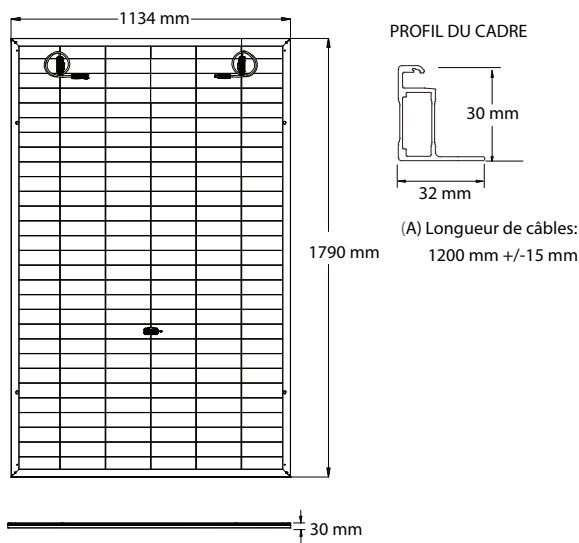 1134 mm
PROFIL DU CADRE
30 mm
32 mm
(A) Longueur de câbles:
1200 mm +/-15 mm
1790 mm
30 mm